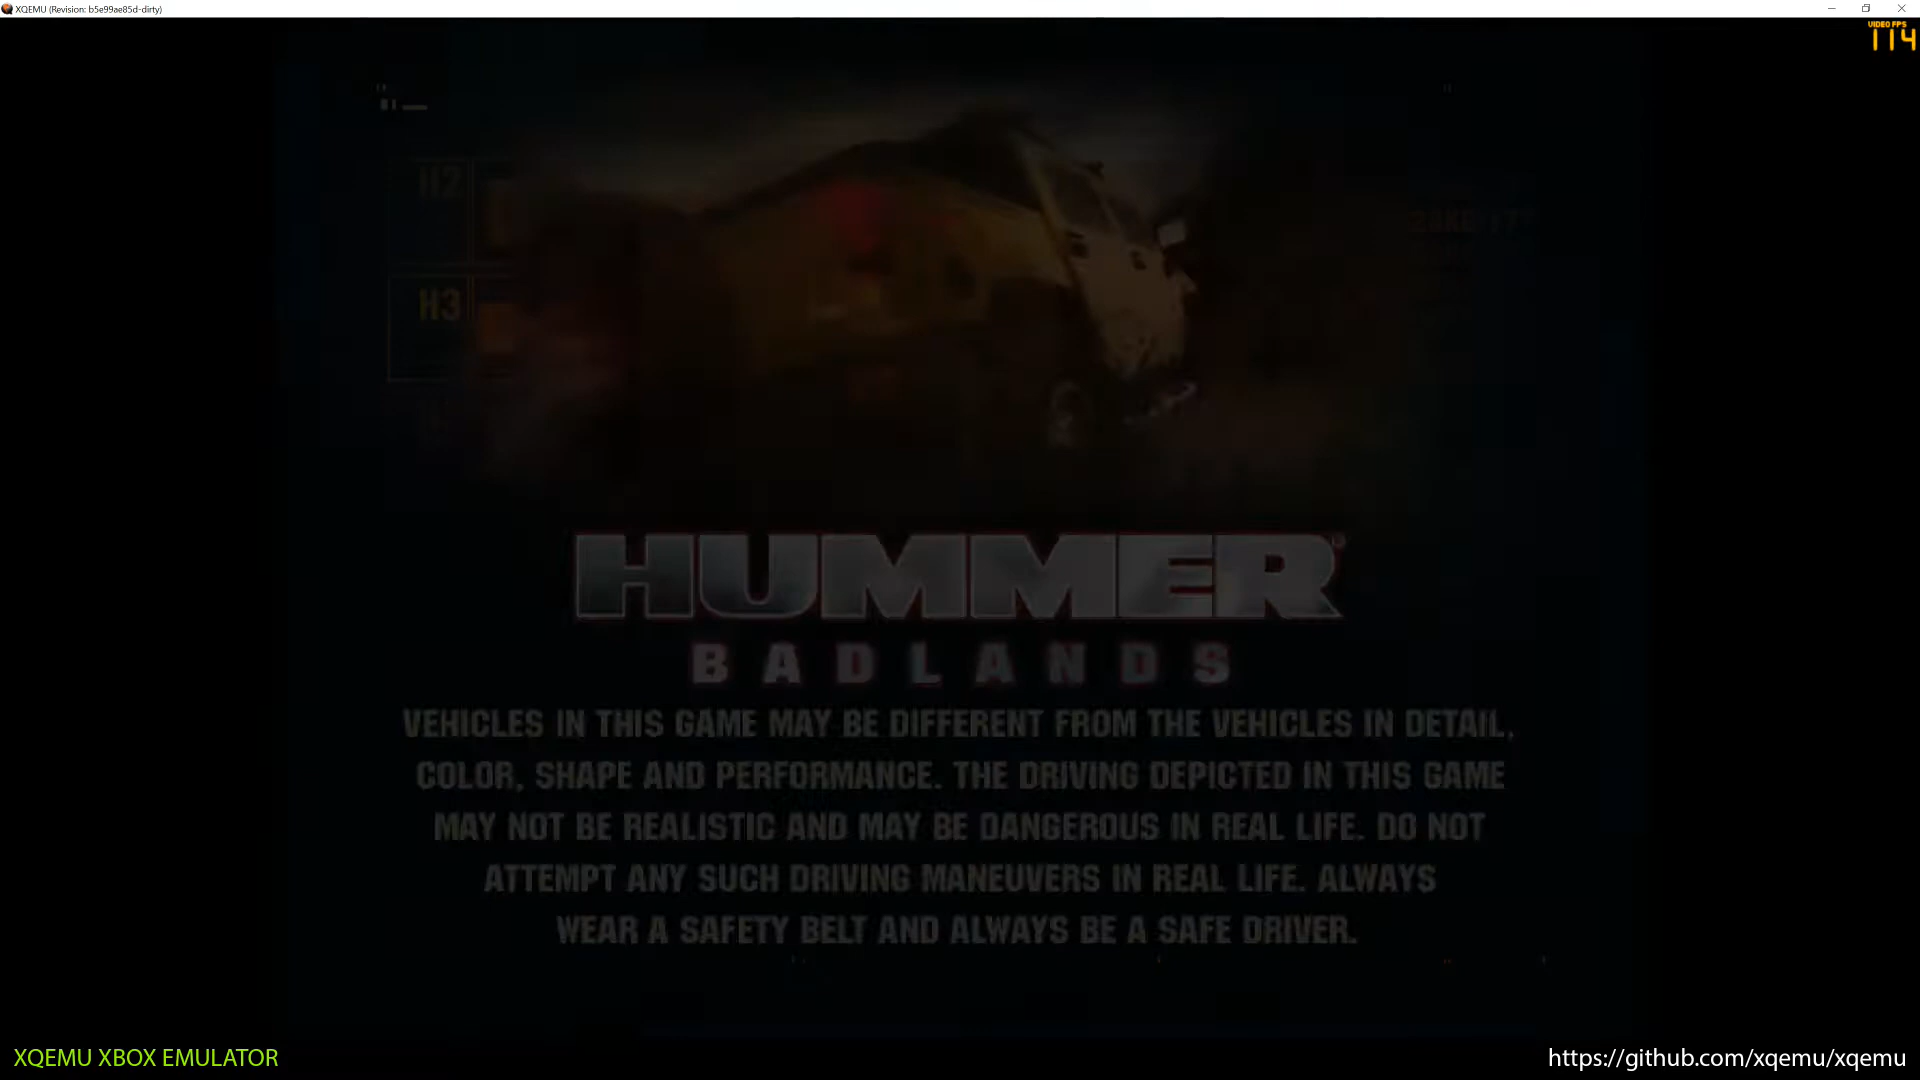 XQEMU (Revision: b5e99ae85d-dirty)
VIDEO FPS
114
H2
H3
HUMMER®
BADLANDS
VEHICLES IN THIS GAME MAY BE DIFFERENT FROM THE VEHICLES IN DETAIL,
COLOR, SHAPE AND PERFORMANCE. THE DRIVING DEPICTED IN THIS GAME
MAY NOT BE REALISTIC AND MAY BE DANGEROUS IN REAL LIFE. DO NOT
ATTEMPT ANY SUCH DRIVING MANEUVERS IN REAL LIFE. ALWAYS
WEAR A SAFETY BELT AND ALWAYS BE A SAFE DRIVER.
XQEMU XBOX EMULATOR
https://github.com/xqemu/xqemu